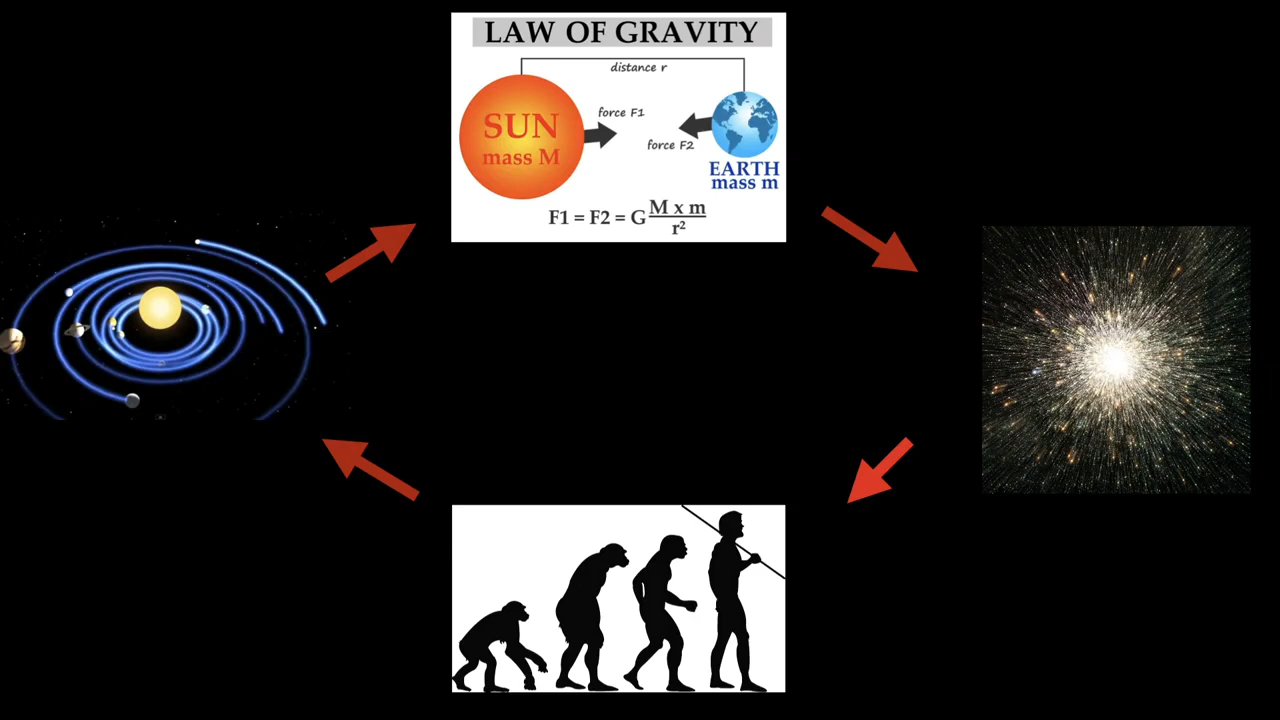 LAW OF GRAVITY
distance r
force F1
SUN
mass M
force F2
EARTH
mass m
F1 = F2 = G M x m
r²